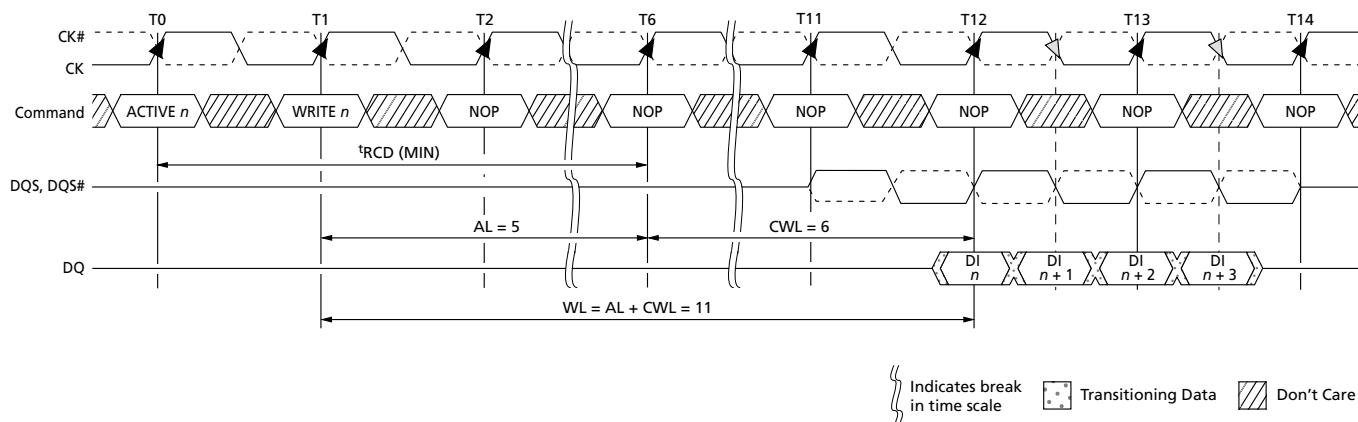 T0 T1 T2 T6 T11 T12 T13 T14
CK#
CK
Command ACTIVE n WRITE n NOP NOP NOP NOP NOP NOP
tRCD (MIN)
DQS, DQS#
AL = 5 CWL = 6
DQ DI n DI n + 1 DI n + 2 DI n + 3
WL = AL + CWL = 11
Indicates break
in time scale
Transitioning Data
Don't Care